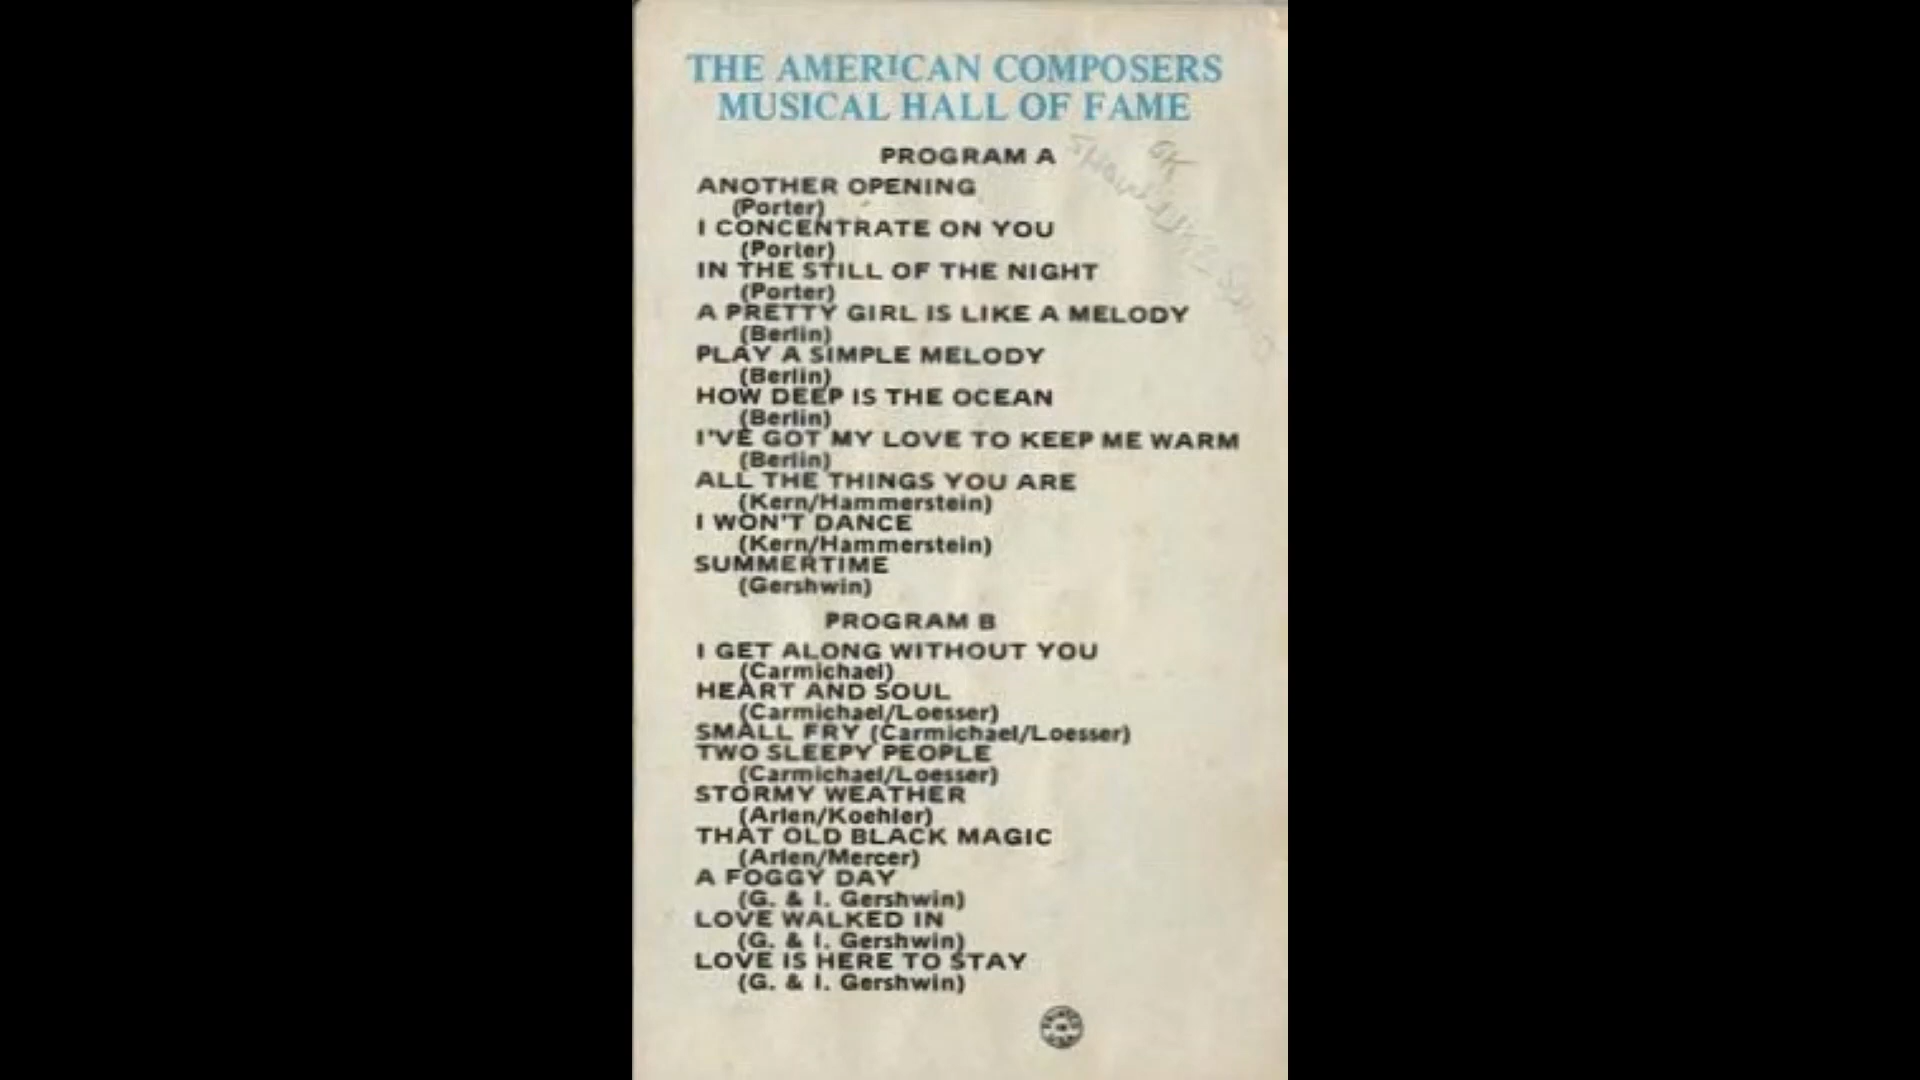 THE AMERICAN COMPOSERS
MUSICAL HALL OF FAME
PROGRAM A
OK
ANOTHER OPENING
(Porter)
I CONCENTRATE ON YOU
(Porter)
IN THE STILL OF THE NIGHT
(Porter)
A PRETTY GIRL IS LIKE A MELODY
(Berlin)
PLAY A SIMPLE MELODY
(Berlin)
HOW DEEP IS THE OCEAN
(Berlin)
I'VE GOT MY LOVE TO KEEP ME WARM
(Berlin)
ALL THE THINGS YOU ARE
(Kern/Hammerstein)
I WON'T DANCE
(Kern/Hammerstein)
SUMMERTIME
(Gershwin)
PROGRAM B
I GET ALONG WITHOUT YOU
(Carmichael)
HEART AND SOUL
(Carmichael/Loesser)
SMALL FRY (Carmichael/Loesser)
TWO SLEEPY PEOPLE
(Carmichael/Loesser)
STORMY WEATHER
(Arlen/Koehler)
THAT OLD BLACK MAGIC
(Arlen/Mercer)
A FOGGY DAY
(G. & I. Gershwin)
LOVE WALKED IN
(G. & I. Gershwin)
LOVE IS HERE TO STAY
(G. & I. Gershwin)